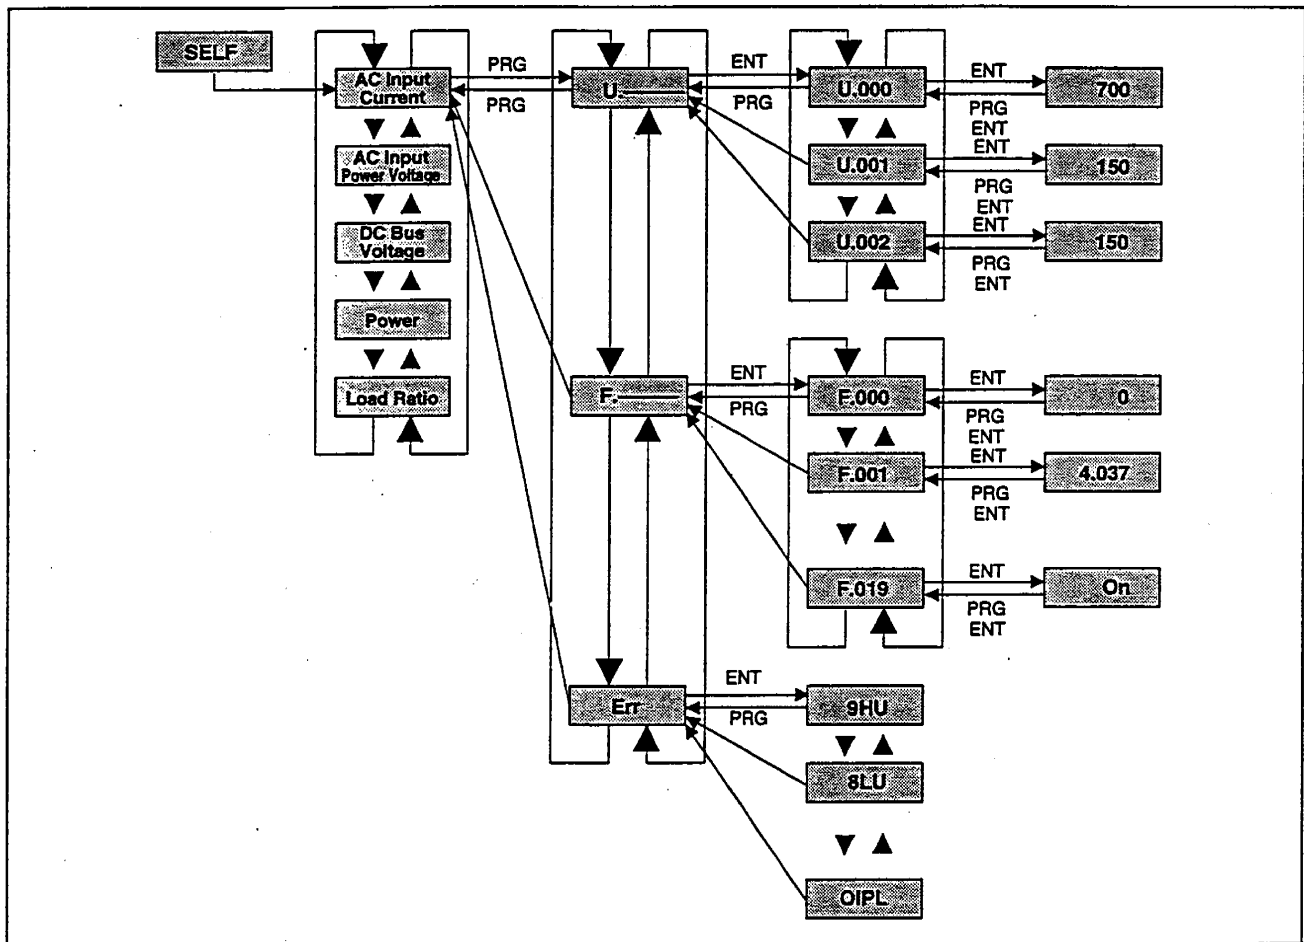 SELF
AC Input
Current
PRG
PRG
U.
ENT
PRG
U.000
ENT
700
PRG
ENT
AC Input
Power Voltage
U.001
ENT
150
PRG
ENT
DC Bus
Voltage
U.002
ENT
150
PRG
ENT
Power
Load Ratio
F.
ENT
PRG
F.000
ENT
0
PRG
ENT
F.001
ENT
4.037
PRG
ENT
F.019
ENT
On
PRG
ENT
Err
ENT
PRG
9HU
8LU
OIPL